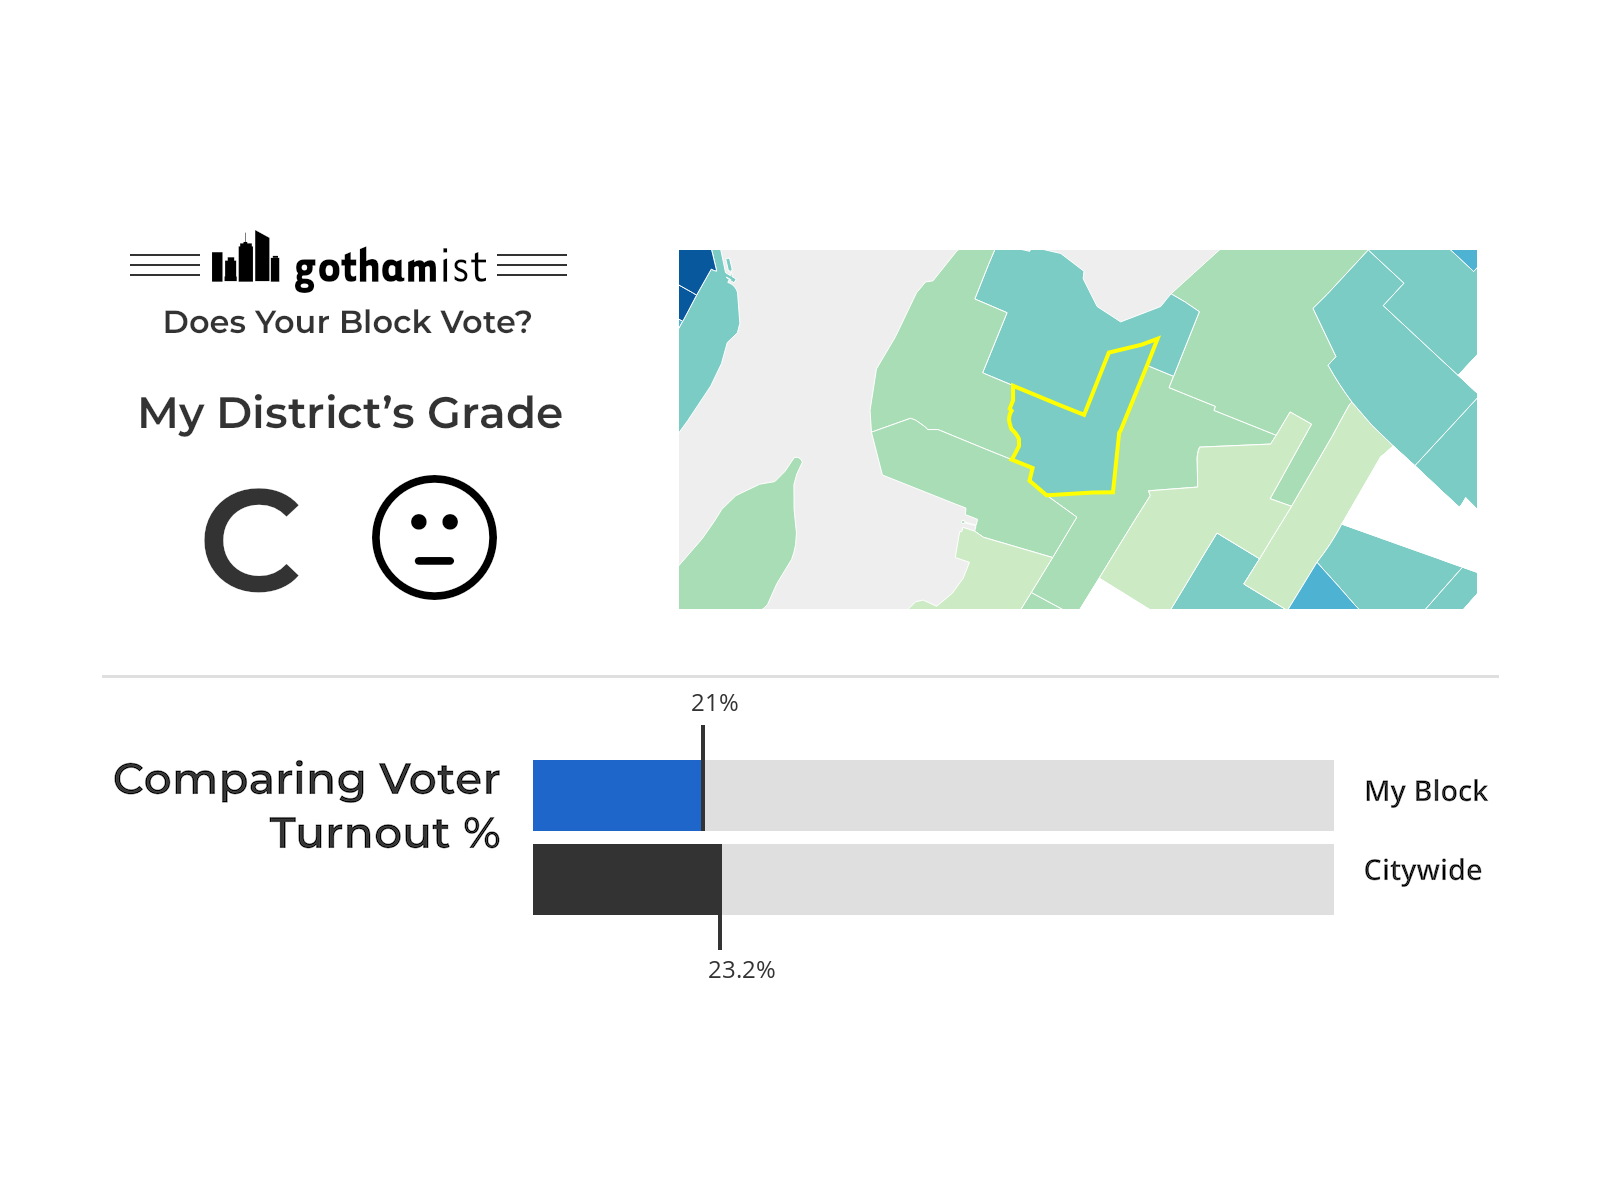 gothamist
Does Your Block Vote?
My District's Grade
C
21%
Comparing Voter
Turnout %
My Block
Citywide
23.2%